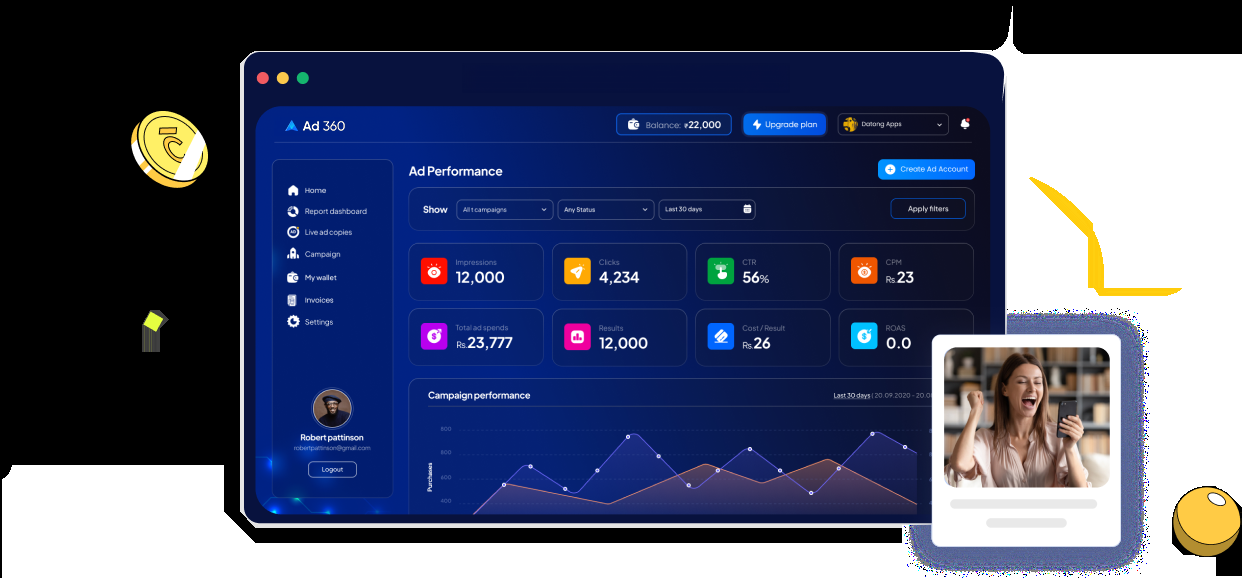 Ad 360
Balance: ₹22,000
Upgrade plan
Datong Apps
Home
Report dashboard
Live ad copies
Campaign
My wallet
Invoices
Settings
Robert pattinson
robertpattinson@gmail.com
Logout
Ad Performance
Create Ad Account
Show
All t campaigns
Any Status
Last 30 days
Apply filters
Impressions
12,000
Clicks
4,234
CTR
56%
CPM
Rs.23
Total ad spends
Rs.23,777
Results
12,000
Cost / Result
Rs.26
ROAS
0.0
Campaign performance
Last 30 days | 20.09.2020 - 20.0
Purchases
800
600
400